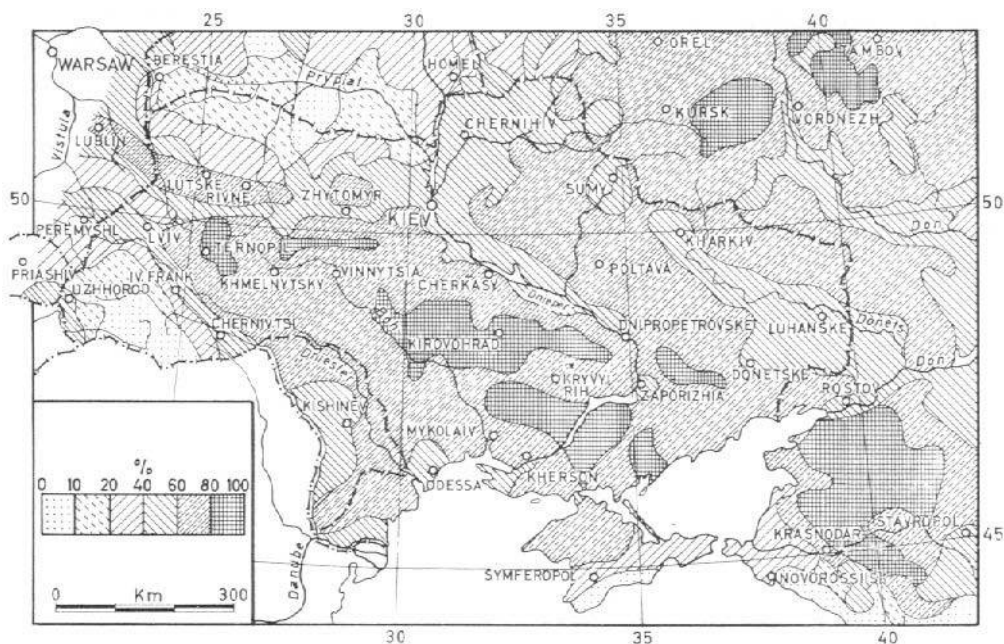 25 30 35 40
WARSAW
BERESTIA
Prypiat
HOMEL
OREL
TAMBOV
KURSK
VORONEZH
CHERNIHIV
LUBLIN
Vistula
LUTSKE
RIVNE
ZHYTOMYR
SUMY
50
KIEV
50
Don
PEREMYSHL
LVIV
TERNOPIL
KHARKIV
PRIASHIV
UZHHOROD
IV. FRANK.
KHMELNYTSKY
VINNYTSIA
POLTAVA
CHERKASY
Dnieper
CHERNIVTSI
Boh
KIROVOHRAD
DNIPROPETROVSKE
LUHANSKE
Donets
Dniester
Don
KRYVYI
RIH
DONETSKE
ZAPORIZHIA
ROSTOV
KISHINEV
MYKOLAIV
ODESSA
KHERSON
%
0 10 20 40 60 80 100
STAVROPOL
KRASNODAR
45
Km
0 300
Danube
SYMFEROPOL
NOVOROSSIISK
30 35 40